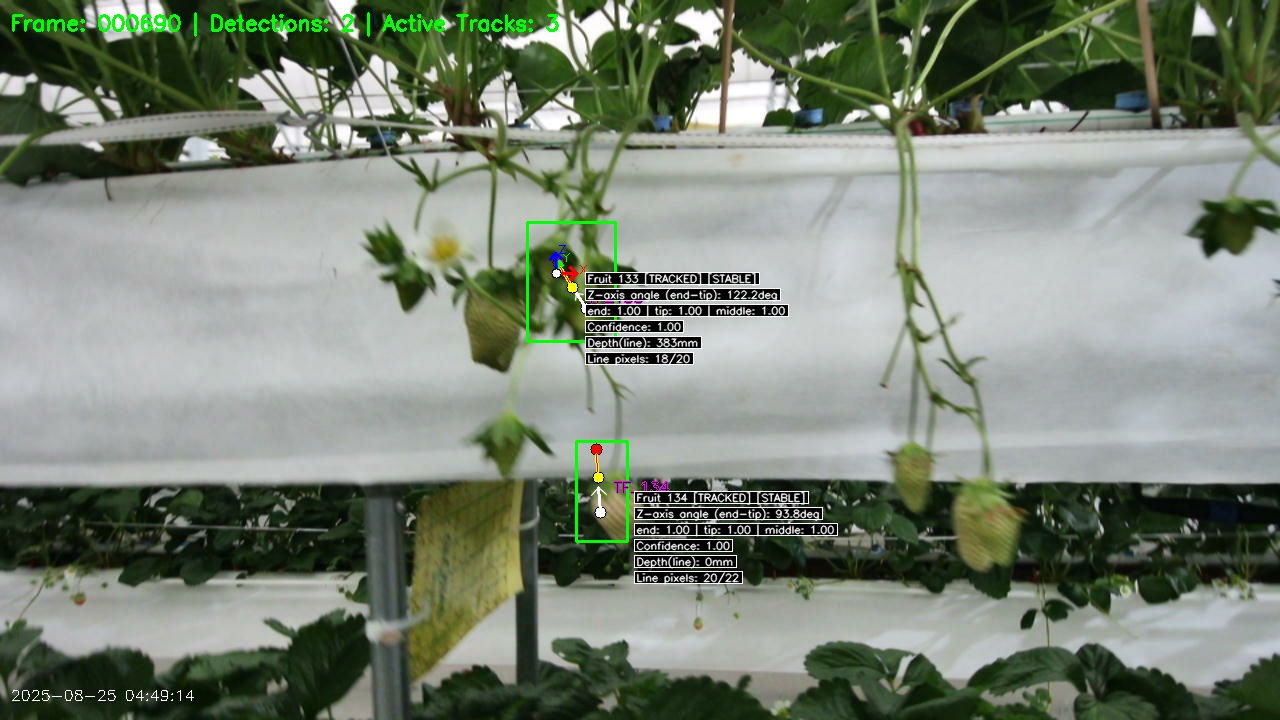 Frame: 000690 | Detections: 2 | Active Tracks: 3
Z
Y
X
Fruit 133 [TRACKED] [STABLE]
Z-axis angle (end-tip): 122.2deg
end: 1.00 | tip: 1.00 | middle: 1.00
Confidence: 1.00
Depth(line): 383mm
Line pixels: 18/20
TF_134
Fruit 134 [TRACKED] [STABLE]
Z-axis angle (end-tip): 93.8deg
end: 1.00 | tip: 1.00 | middle: 1.00
Confidence: 1.00
Depth(line): 0mm
Line pixels: 20/22
2025-08-25 04:49:14